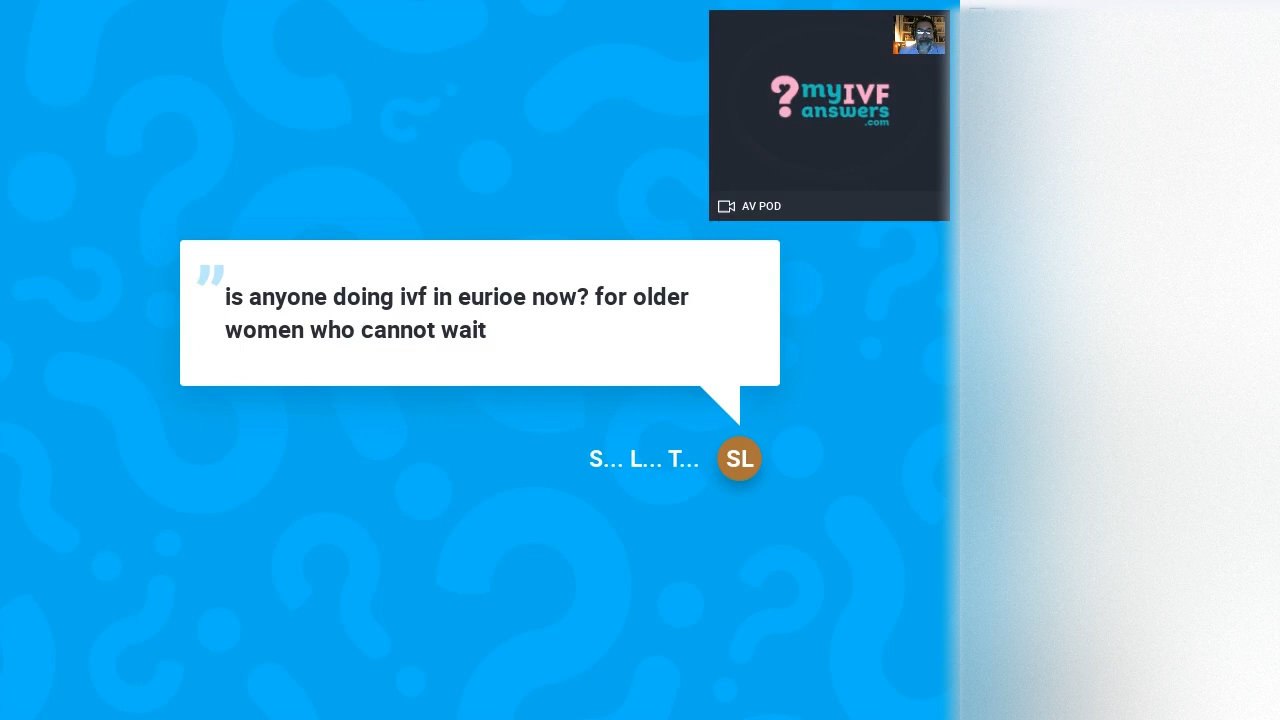 ?myIVF
answers
.com
AV POD
”
is anyone doing ivf in eurioe now? for older
women who cannot wait
S... L... T...
SL